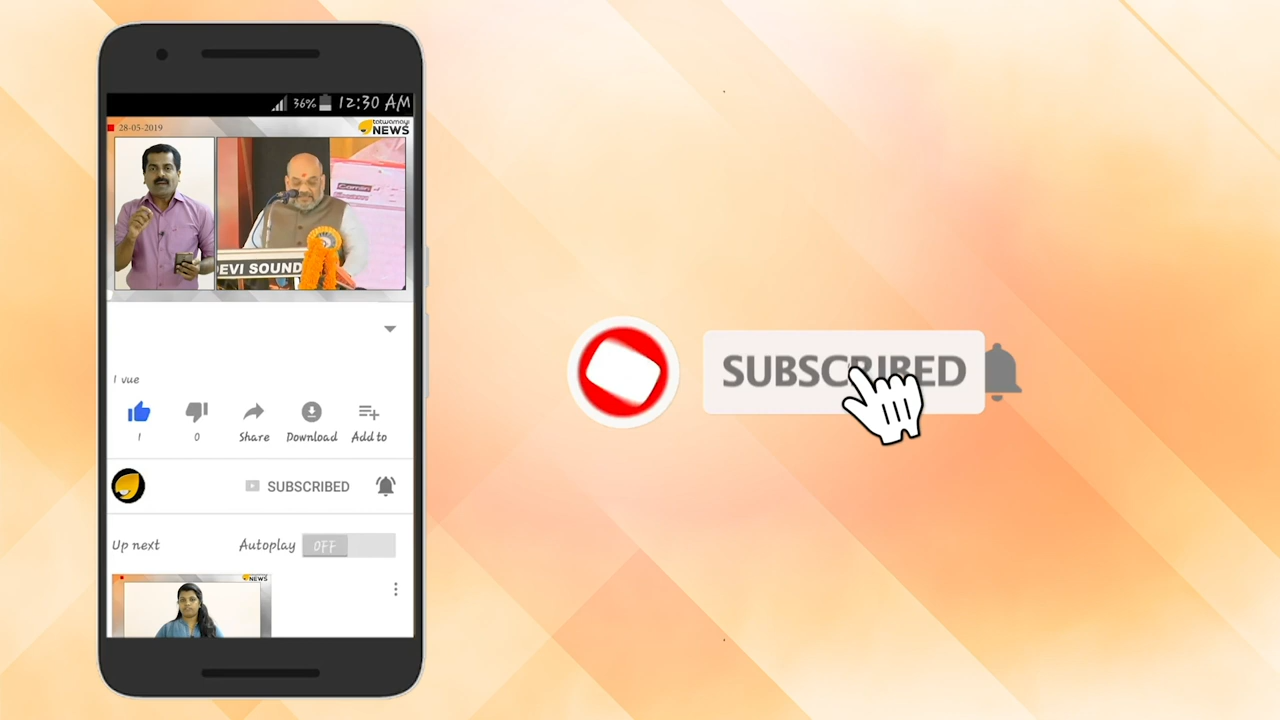 36% 12:30 AM
28-05-2019
tatwamayi
NEWS
DEVI SOUND
1 vue
1 0 Share Download Add to
SUBSCRIBED
Up next Autoplay OFF
NEWS
SUBSCRIBED